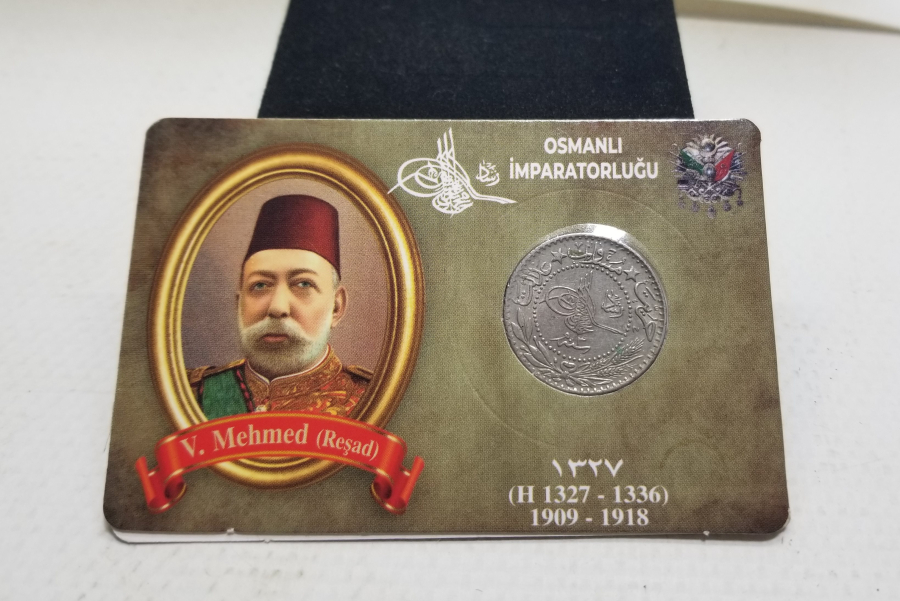 OSMANLI
İMPARATORLUĞU
V. Mehmed (Reşad)
١٣٢٧
(H 1327 - 1336)
1909 - 1918